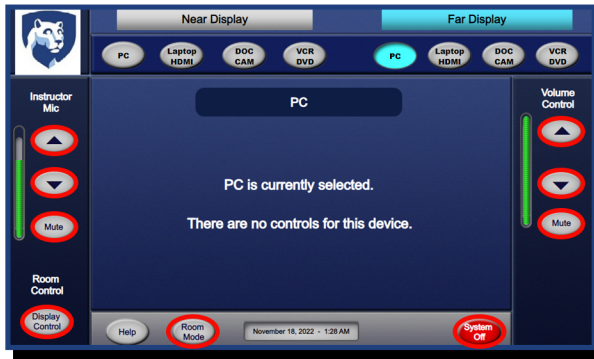 Near Display
Far Display
PC
Laptop
HDMI
DOC
CAM
VCR
DVD
PC
Laptop
HDMI
DOC
CAM
VCR
DVD
Instructor
Mic
Mute
Room
Control
Display
Control
PC
PC is currently selected.
There are no controls for this device.
Volume
Control
Mute
Help
Room
Mode
November 18, 2022 - 1:28 AM
System
Off